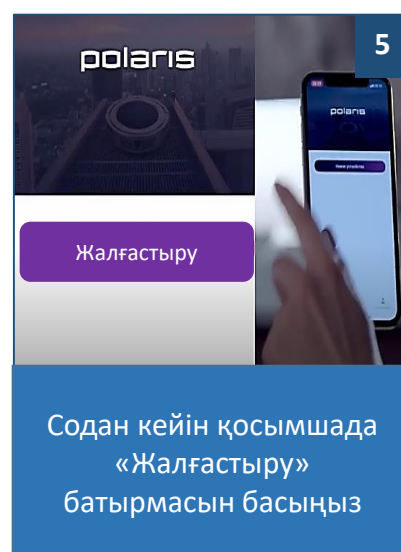 polaris
5
polaris
Жалғастыру
Содан кейін қосымшада
«Жалғастыру»
батырмасын басыңыз